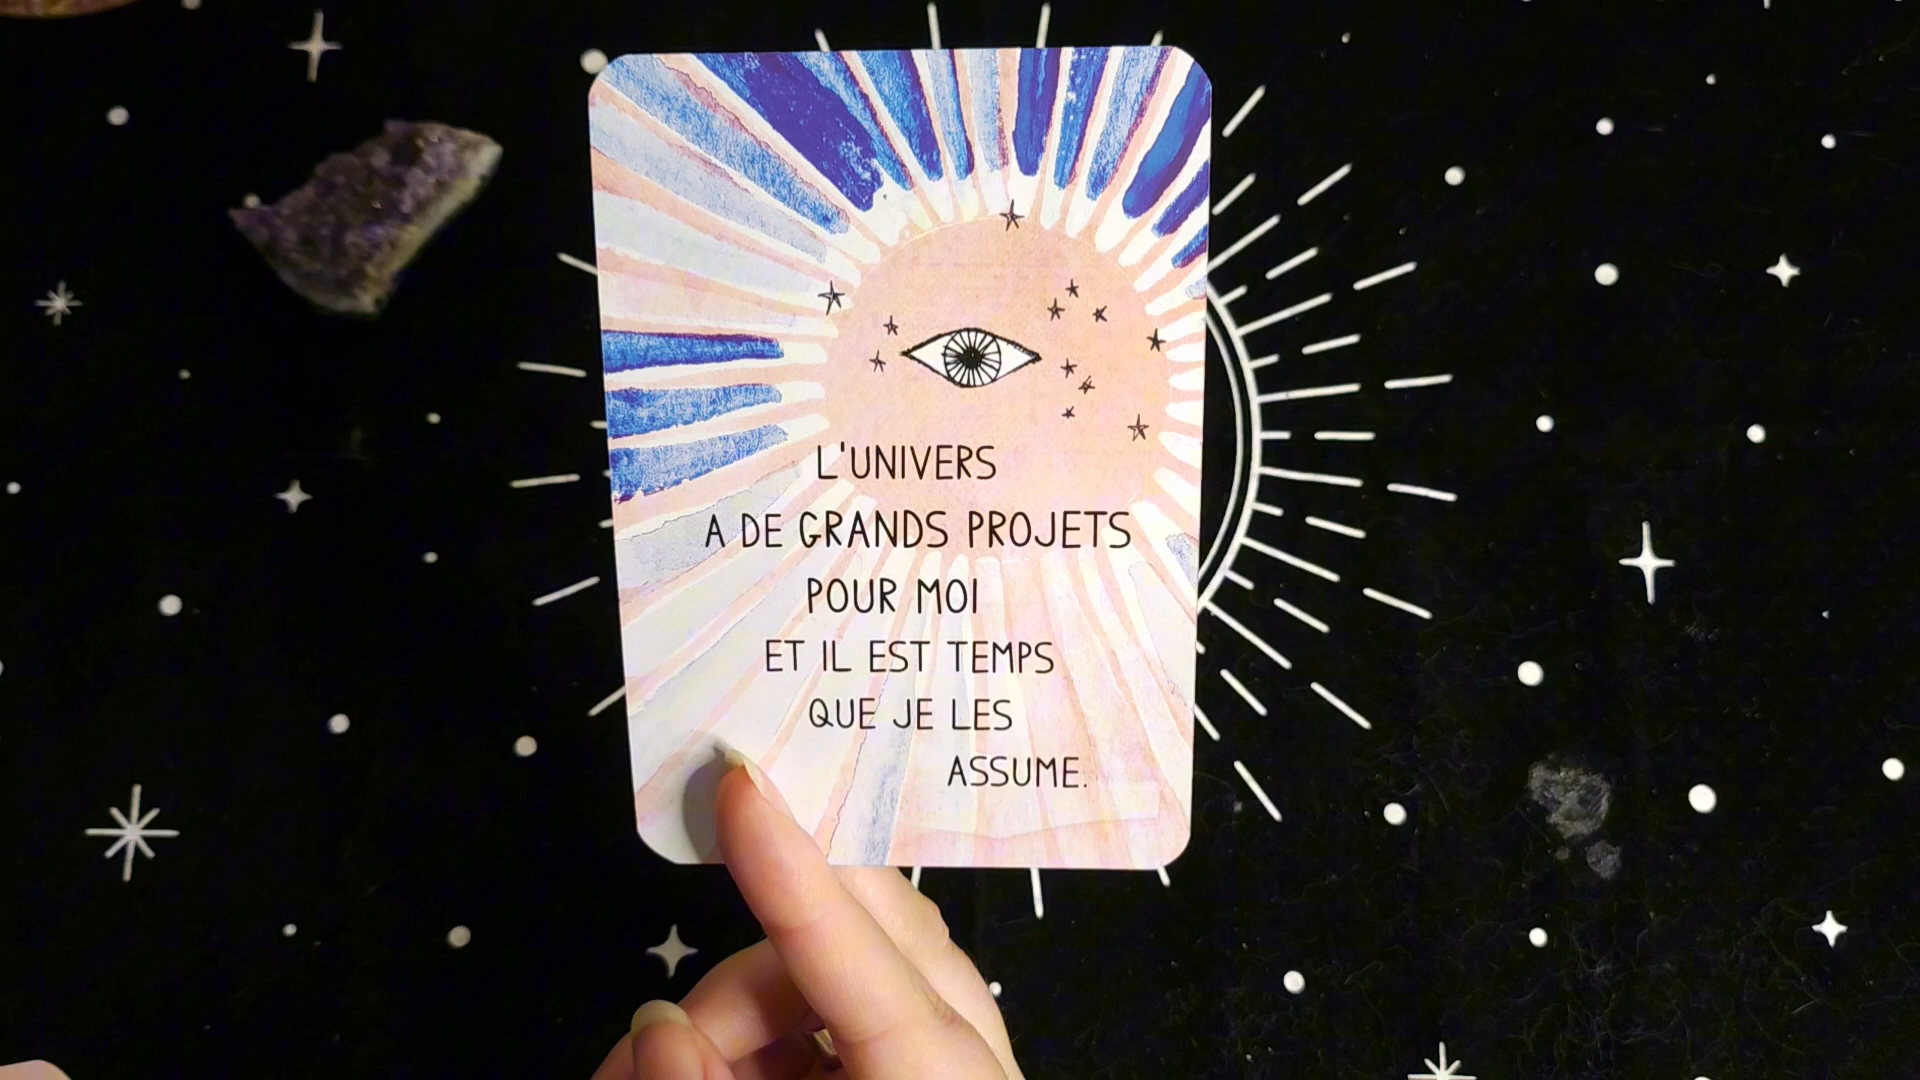 L'UNIVERS
A DE GRANDS PROJETS
POUR MOI
ET IL EST TEMPS
QUE JE LES
ASSUME.